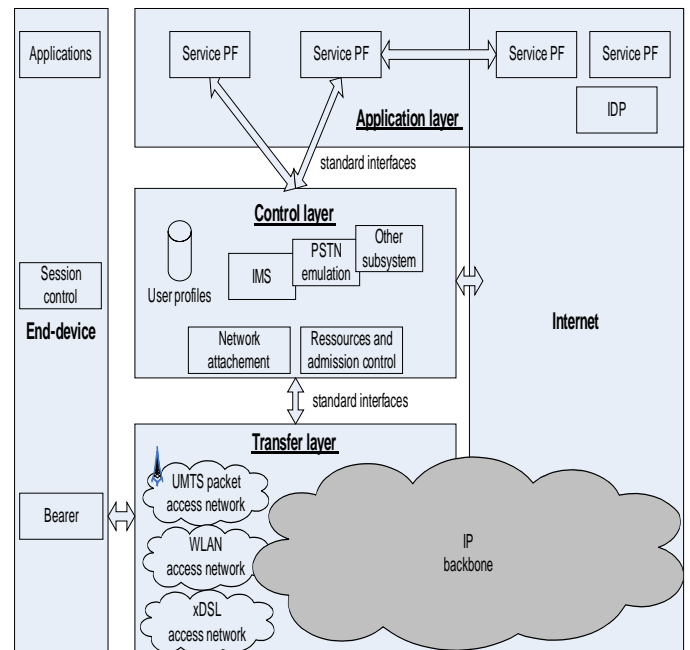 Applications
Service PF
Service PF
Service PF
Service PF
IDP
Application layer
standard interfaces
Control layer
User profiles
IMS
PSTN
emulation
Other
subsystem
Session
control
End-device
Network
attachement
Ressources and
admission control
Internet
standard interfaces
Transfer layer
UMTS packet
access network
Bearer
WLAN
access network
IP
backbone
xDSL
access network